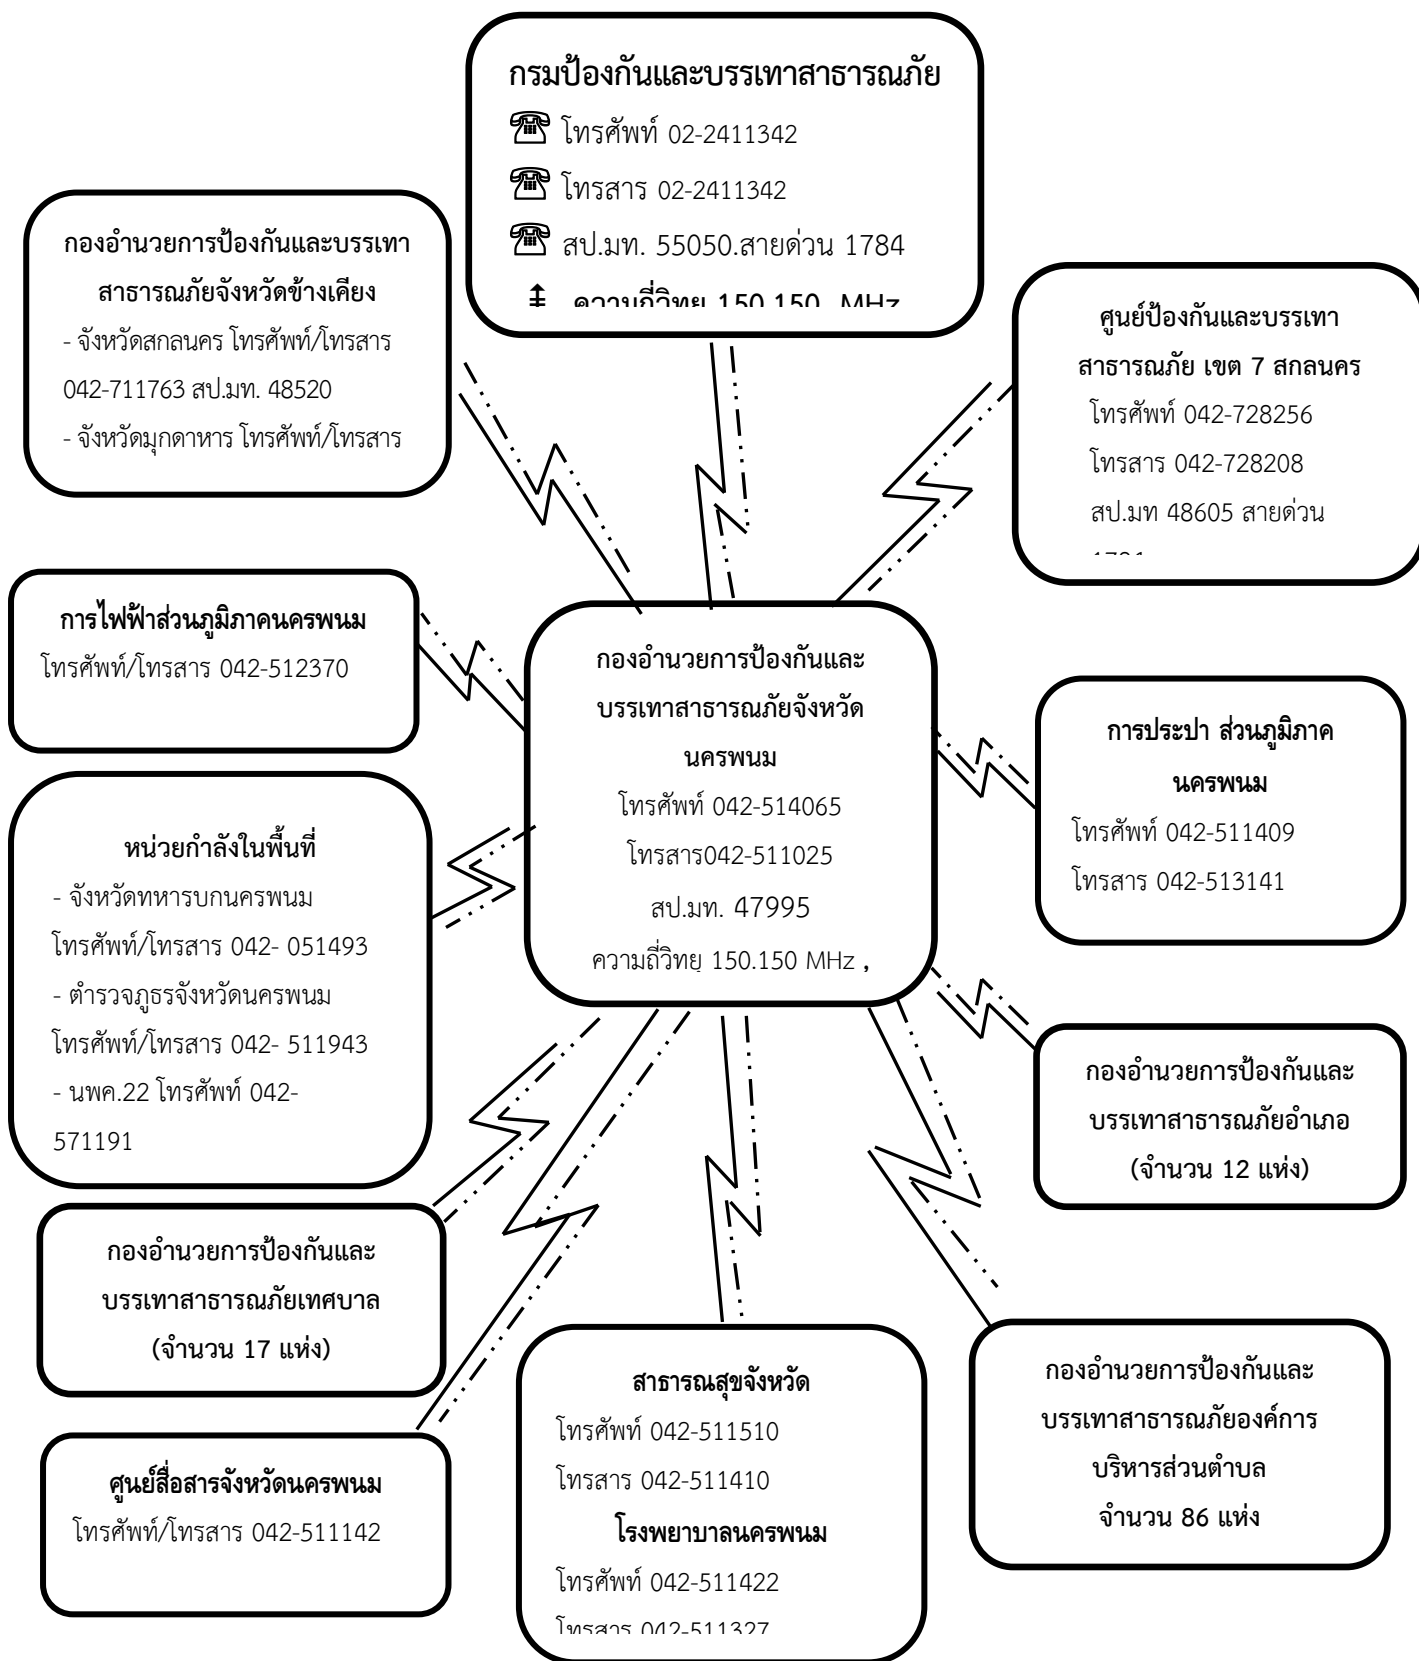 กรมป้องกันและบรรเทาสาธารณภัย
โทรศัพท์ 02-2411342
โทรสาร 02-2411342
สป.มท. 55050.สายด่วน 1784
ความถี่วิทยุ 150.150 MHz
กองอำนวยการป้องกันและบรรเทา
สาธารณภัยจังหวัดข้างเคียง
- จังหวัดสกลนคร โทรศัพท์/โทรสาร
042-711763 สป.มท. 48520
- จังหวัดมุกดาหาร โทรศัพท์/โทรสาร
ศูนย์ป้องกันและบรรเทา
สาธารณภัย เขต 7 สกลนคร
โทรศัพท์ 042-728256
โทรสาร 042-728208
สป.มท 48605 สายด่วน
การไฟฟ้าส่วนภูมิภาคนครพนม
โทรศัพท์/โทรสาร 042-512370
กองอำนวยการป้องกันและ
บรรเทาสาธารณภัยจังหวัด
นครพนม
โทรศัพท์ 042-514065
โทรสาร042-511025
สป.มท. 47995
ความถี่วิทยุ 150.150 MHz ,
การประปา ส่วนภูมิภาค
นครพนม
โทรศัพท์ 042-511409
โทรสาร 042-513141
หน่วยกำลังในพื้นที่
- จังหวัดทหารบกนครพนม
โทรศัพท์/โทรสาร 042- 051493
- ตำรวจภูธรจังหวัดนครพนม
โทรศัพท์/โทรสาร 042- 511943
- นพค.22 โทรศัพท์ 042-
571191
กองอำนวยการป้องกันและ
บรรเทาสาธารณภัยอำเภอ
(จำนวน 12 แห่ง)
กองอำนวยการป้องกันและ
บรรเทาสาธารณภัยเทศบาล
(จำนวน 17 แห่ง)
สาธารณสุขจังหวัด
โทรศัพท์ 042-511510
โทรสาร 042-511410
โรงพยาบาลนครพนม
โทรศัพท์ 042-511422
โทรสาร 042-511327
กองอำนวยการป้องกันและ
บรรเทาสาธารณภัยองค์การ
บริหารส่วนตำบล
จำนวน 86 แห่ง
ศูนย์สื่อสารจังหวัดนครพนม
โทรศัพท์/โทรสาร 042-511142